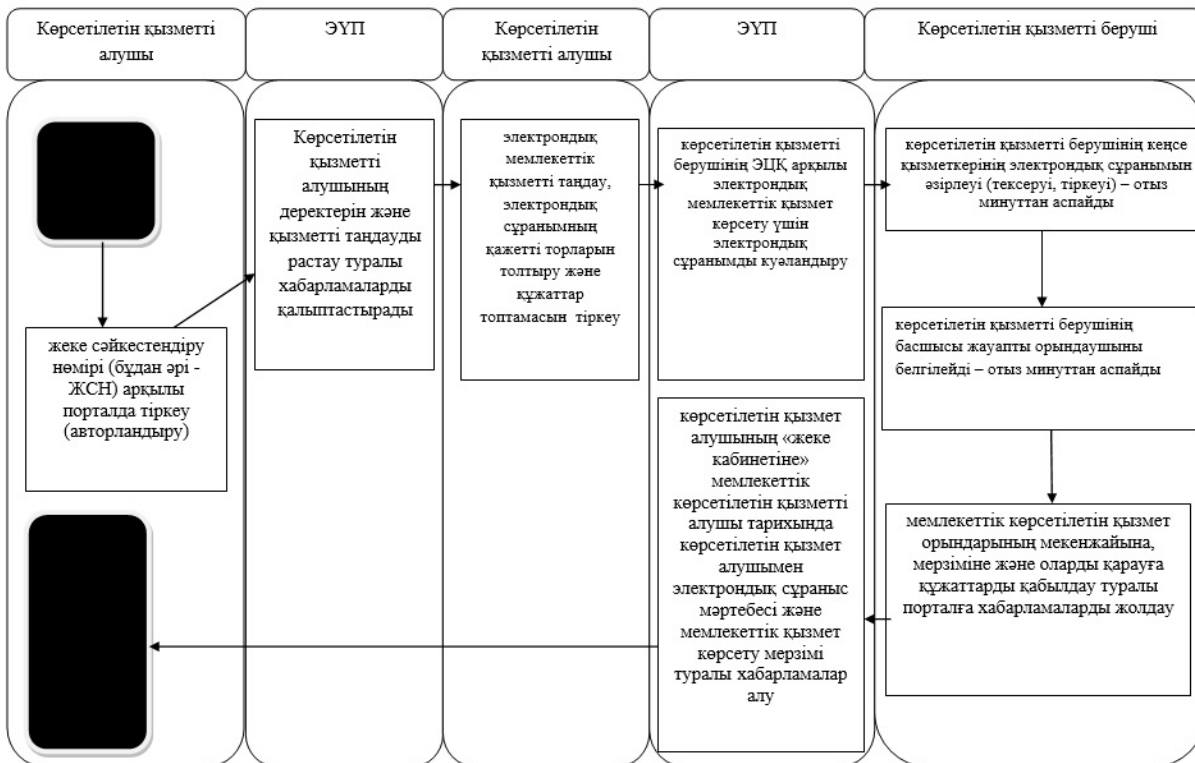 Көрсетілетін қызметті
алушы
ЭҮП
Көрсетілетін
қызметті алушы
ЭҮП
Көрсетілетін қызметті беруші
жеке сәйкестендіру
нөмірі (бұдан әрі -
ЖСН) арқылы
порталда тіркеу
(авторландыру)
Көрсетілетін
қызметті
алушының
деректерін және
қызметті таңдауды
растау туралы
хабарламаларды
қалыптастырады
электрондық
мемлекеттік
қызметті таңдау,
электрондық
сұранымның
қажетті торларын
толтыру және
құжаттар
топтамасын тіркеу
көрсетілетін қызметті
берушінің ЭЦҚ арқылы
электрондық
мемлекеттік қызмет
көрсету үшін
электрондық
сұранымды куәландыру
көрсетілетін қызметті берушінің кеңсе
қызметкерінің электрондық сұранымын
әзірлеуі (тексеруі, тіркеуі) – отыз
минуттан аспайды
көрсетілетін қызметті берушінің
басшысы жауапты орындаушыны
белгілейді – отыз минуттан аспайды
мемлекеттік көрсетілетін қызмет
орындарының мекенжайына,
мерзіміне және оларды қарауға
құжаттарды қабылдау туралы
порталға хабарламаларды жолдау
көрсетілетін қызмет
алушының «жеке
кабинетіне»
мемлекеттік
көрсетілетін қызметті
алушы тарихында
көрсетілетін қызмет
алушымен
электрондық сұраныс
мәртебесі және
мемлекеттік қызмет
көрсету мерзімі
туралы хабарламалар
алу